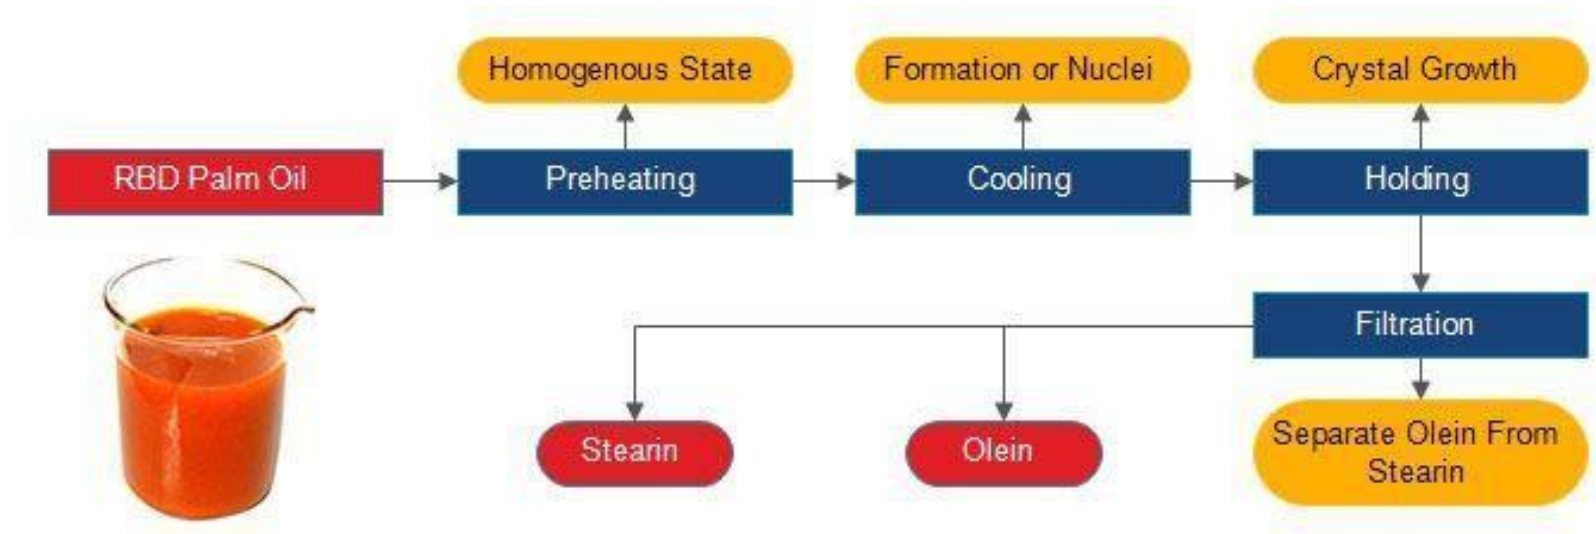 Homogenous State
Formation or Nuclei
Crystal Growth
RBD Palm Oil
Preheating
Cooling
Holding
Filtration
Stearin
Olein
Separate Olein From
Stearin